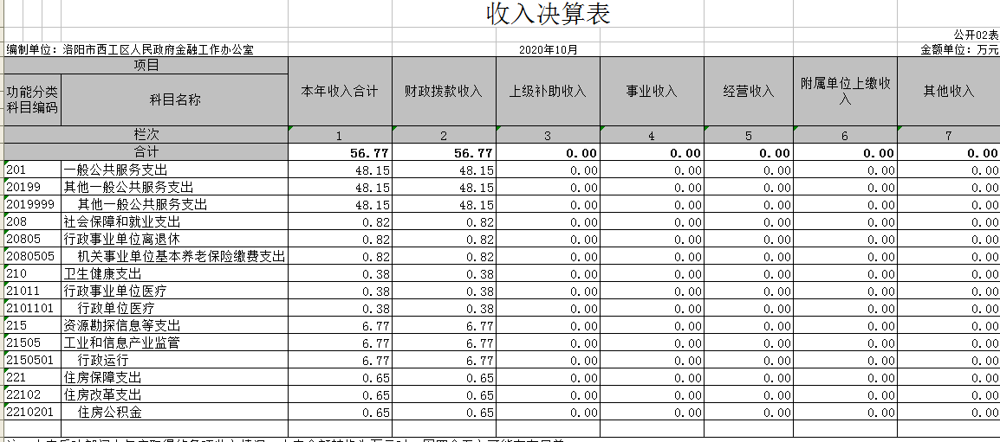 收入决算表
公开02表
编制单位：洛阳市西工区人民政府金融工作办公室 2020年10月 金额单位：万元
项目
功能分类科目编码 科目名称 本年收入合计 财政拨款收入 上级补助收入 事业收入 经营收入 附属单位上缴收入 其他收入
栏次 1 2 3 4 5 6 7
合计 56.77 56.77 0.00 0.00 0.00 0.00 0.00
201 一般公共服务支出 48.15 48.15 0.00 0.00 0.00 0.00 0.00
20199 其他一般公共服务支出 48.15 48.15 0.00 0.00 0.00 0.00 0.00
2019999 其他一般公共服务支出 48.15 48.15 0.00 0.00 0.00 0.00 0.00
208 社会保障和就业支出 0.82 0.82 0.00 0.00 0.00 0.00 0.00
20805 行政事业单位离退休 0.82 0.82 0.00 0.00 0.00 0.00 0.00
2080505 机关事业单位基本养老保险缴费支出 0.82 0.82 0.00 0.00 0.00 0.00 0.00
210 卫生健康支出 0.38 0.38 0.00 0.00 0.00 0.00 0.00
21011 行政事业单位医疗 0.38 0.38 0.00 0.00 0.00 0.00 0.00
2101101 行政单位医疗 0.38 0.38 0.00 0.00 0.00 0.00 0.00
215 资源勘探信息等支出 6.77 6.77 0.00 0.00 0.00 0.00 0.00
21505 工业和信息产业监管 6.77 6.77 0.00 0.00 0.00 0.00 0.00
2150501 行政运行 6.77 6.77 0.00 0.00 0.00 0.00 0.00
221 住房保障支出 0.65 0.65 0.00 0.00 0.00 0.00 0.00
22102 住房改革支出 0.65 0.65 0.00 0.00 0.00 0.00 0.00
2210201 住房公积金 0.65 0.65 0.00 0.00 0.00 0.00 0.00